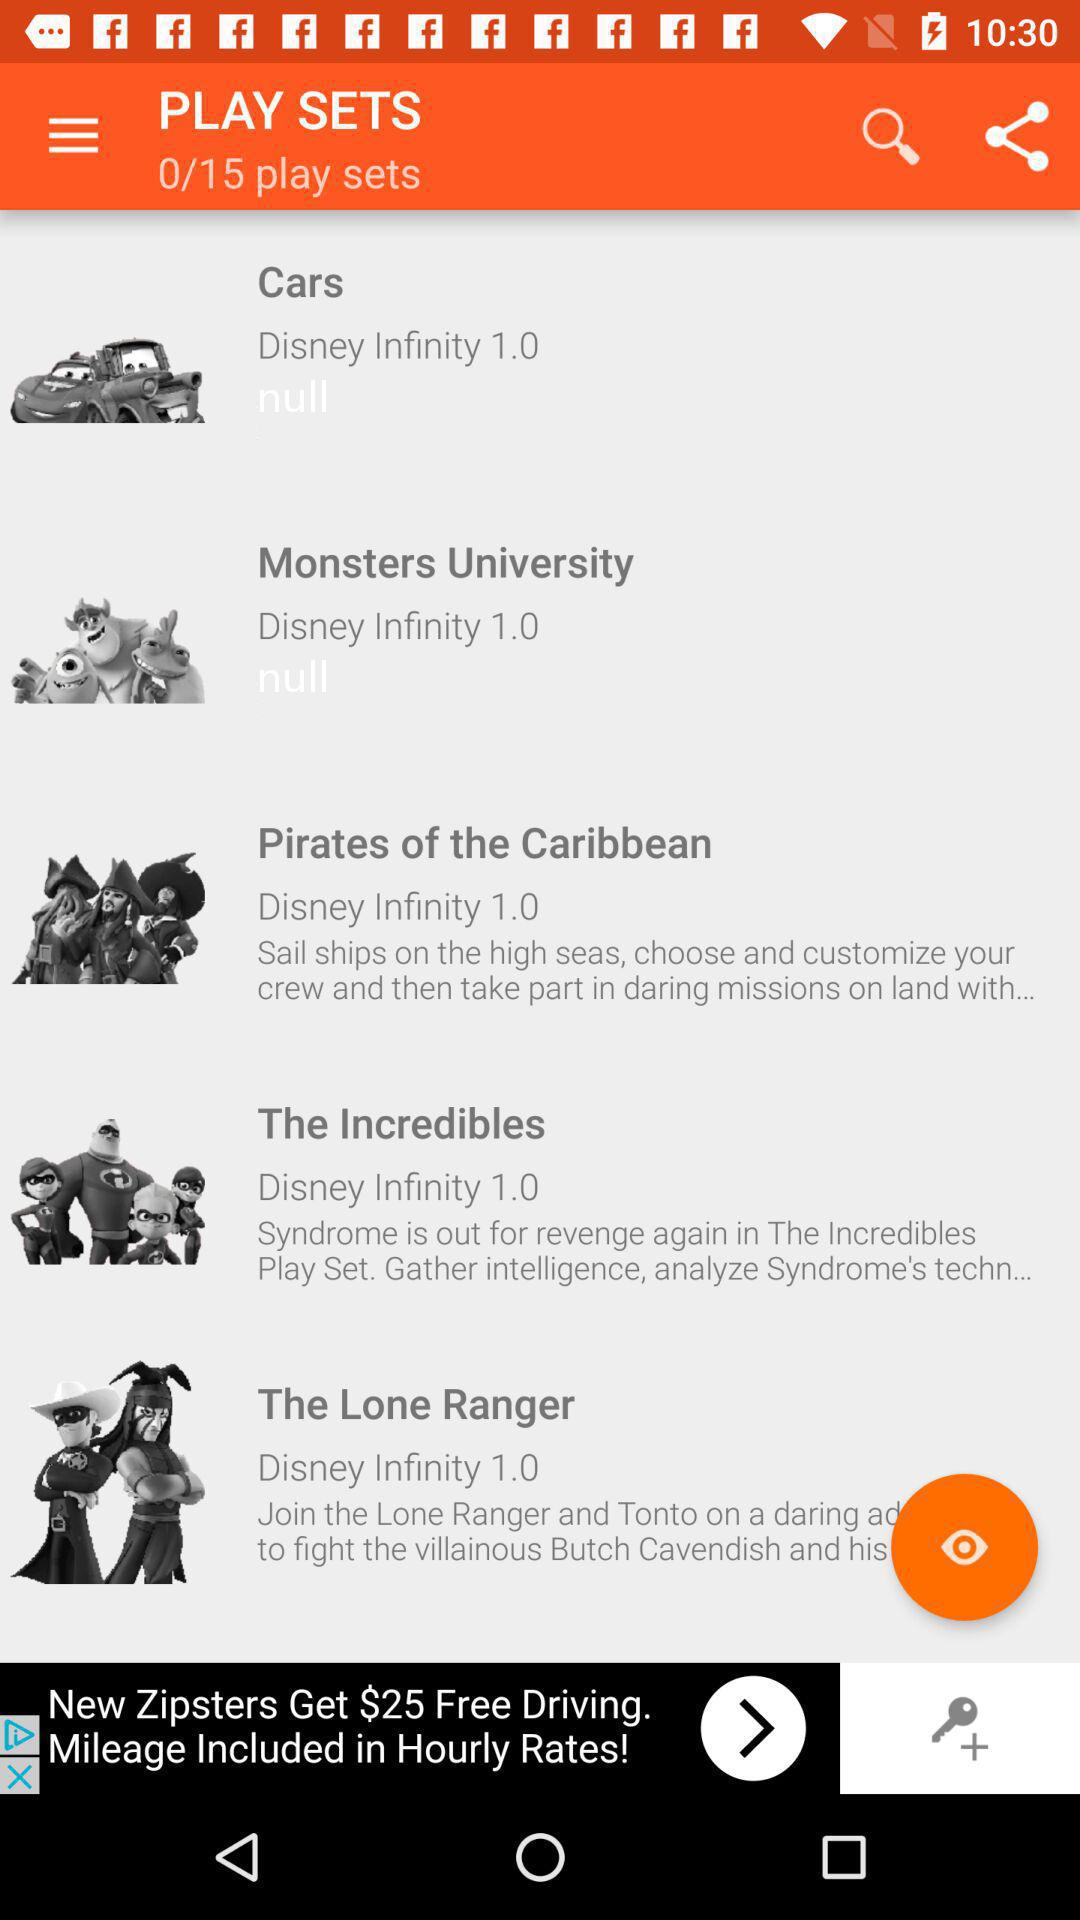 10:30
PLAY SETS
0/15 play sets
Cars
Disney Infinity 1.0
null
Monsters University
Disney Infinity 1.0
null
Pirates of the Caribbean
Disney Infinity 1.0
Sail ships on the high seas, choose and customize your
crew and then take part in daring missions on land with...
The Incredibles
Disney Infinity 1.0
Syndrome is out for revenge again in The Incredibles
Play Set. Gather intelligence, analyze Syndrome's techn...
The Lone Ranger
Disney Infinity 1.0
Join the Lone Ranger and Tonto on a daring ad
to fight the villainous Butch Cavendish and his
New Zipsters Get $25 Free Driving.
Mileage Included in Hourly Rates!